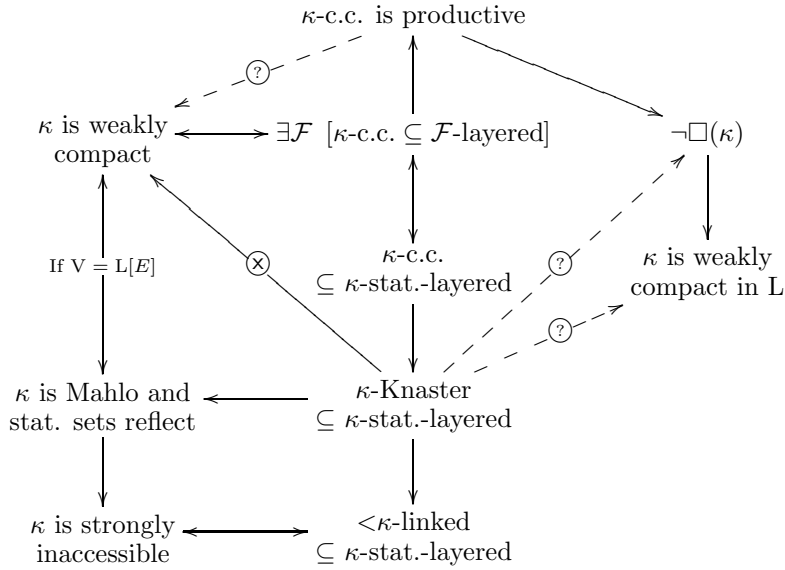 κ-c.c. is productive
?
κ is weakly
compact
∃ℱ [κ-c.c. ⊆ ℱ-layered]
¬□(κ)
If V = L[E]
×
κ-c.c.
⊆ κ-stat.-layered
?
κ is weakly
compact in L
?
κ is Mahlo and
stat. sets reflect
κ-Knaster
⊆ κ-stat.-layered
κ is strongly
inaccessible
<κ-linked
⊆ κ-stat.-layered